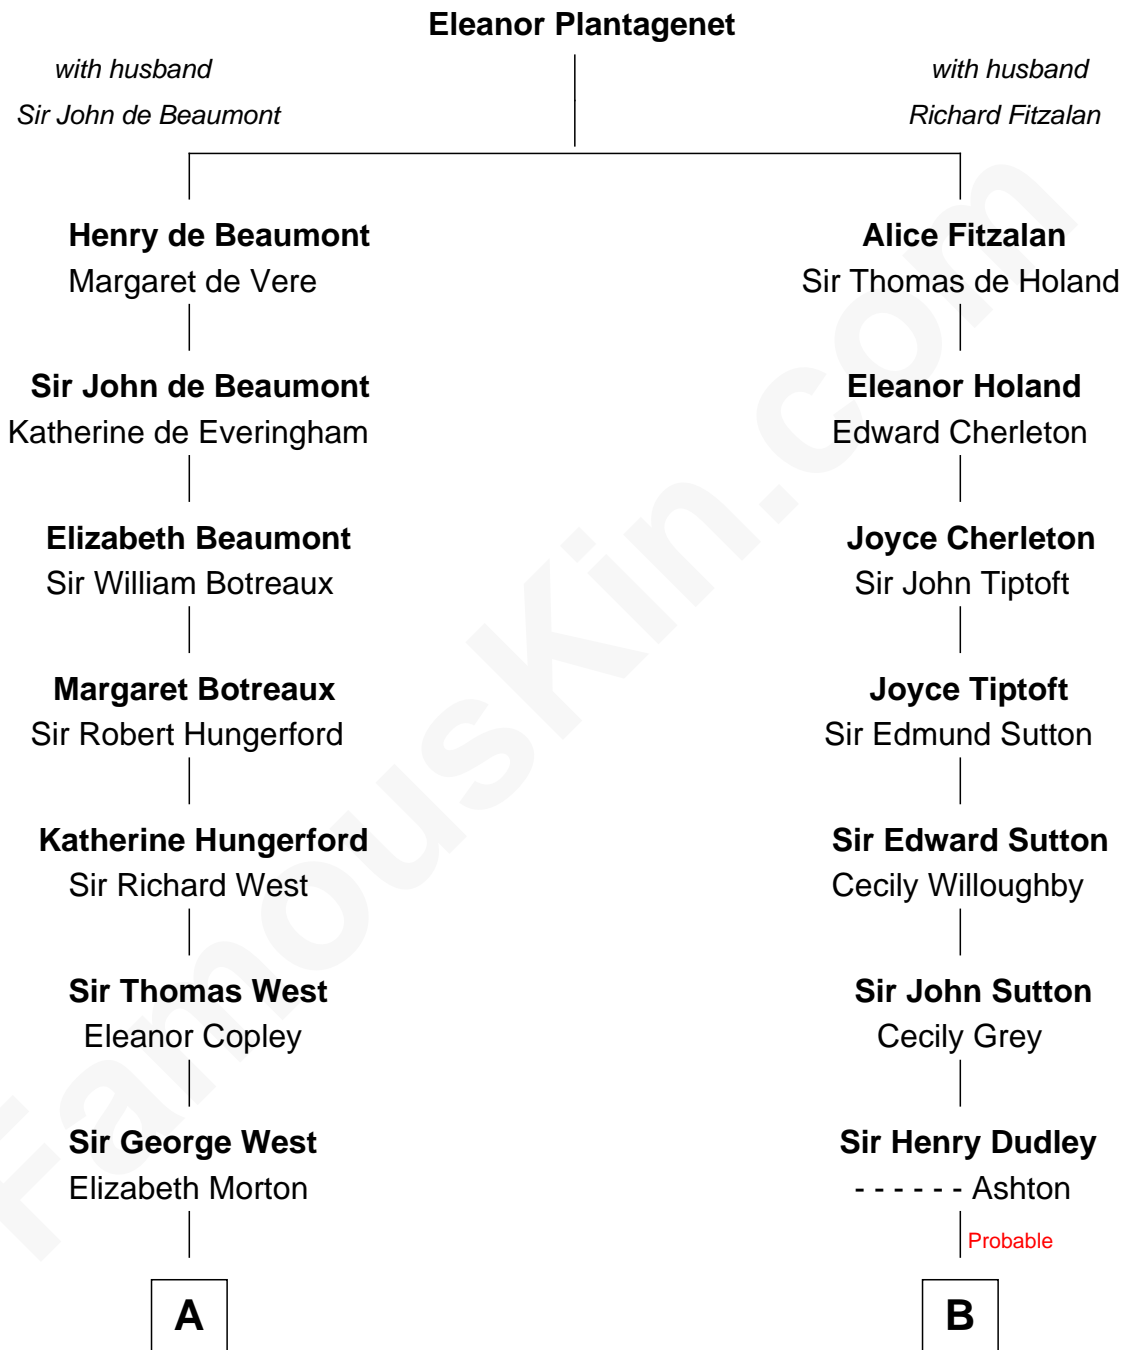 Eleanor Plantagenet
with husband
Sir John de Beaumont
with husband
Richard Fitzalan
Henry de Beaumont
Margaret de Vere
Alice Fitzalan
Sir Thomas de Holand
Sir John de Beaumont
Katherine de Everingham
Eleanor Holand
Edward Cherleton
Elizabeth Beaumont
Sir William Botreaux
Joyce Cherleton
Sir John Tiptoft
Margaret Botreaux
Sir Robert Hungerford
Joyce Tiptoft
Sir Edmund Sutton
Katherine Hungerford
Sir Richard West
Sir Edward Sutton
Cecily Willoughby
Sir Thomas West
Eleanor Copley
Sir John Sutton
Cecily Grey
Sir George West
Elizabeth Morton
Sir Henry Dudley
- - - - - - Ashton
Probable
A
B
FamousKin.com